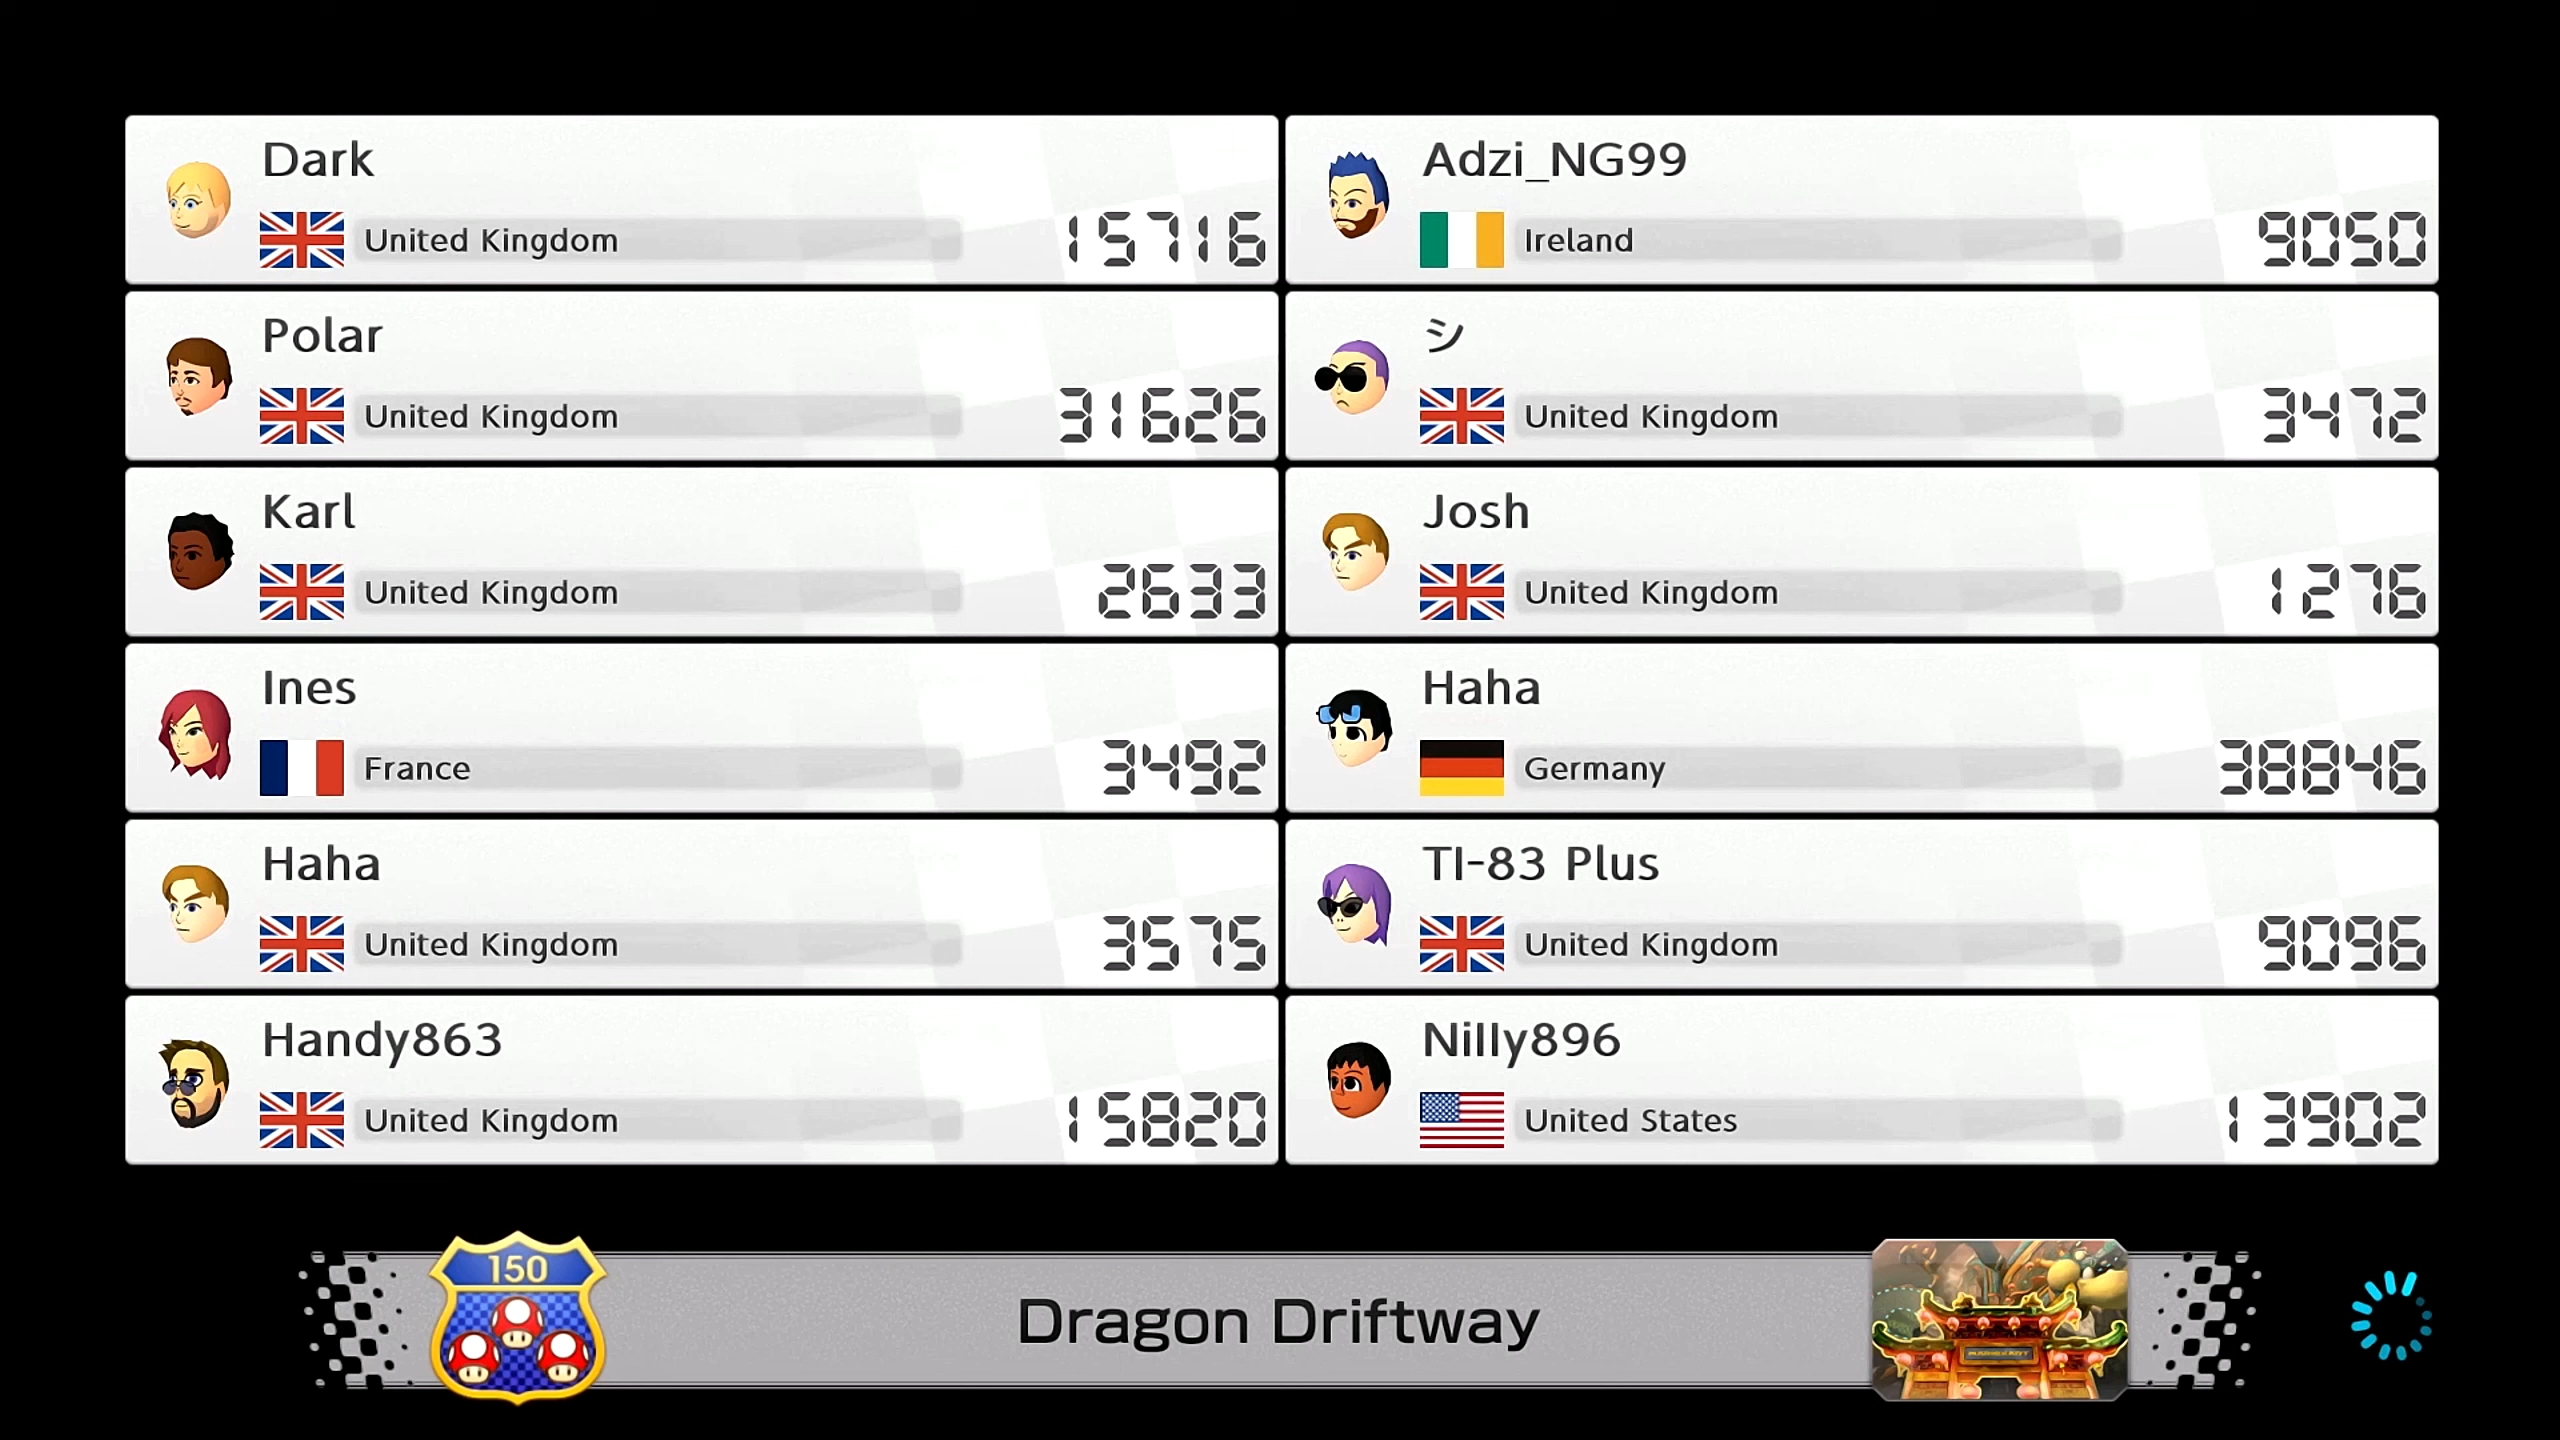 Dark
United Kingdom 15716
Adzi_NG99
Ireland 9050
Polar
United Kingdom 31626
シ
United Kingdom 3472
Karl
United Kingdom 2633
Josh
United Kingdom 1276
Ines
France 3492
Haha
Germany 38846
Haha
United Kingdom 3575
TI-83 Plus
United Kingdom 9096
Handy863
United Kingdom 15820
Nilly896
United States 13902
150
Dragon Driftway